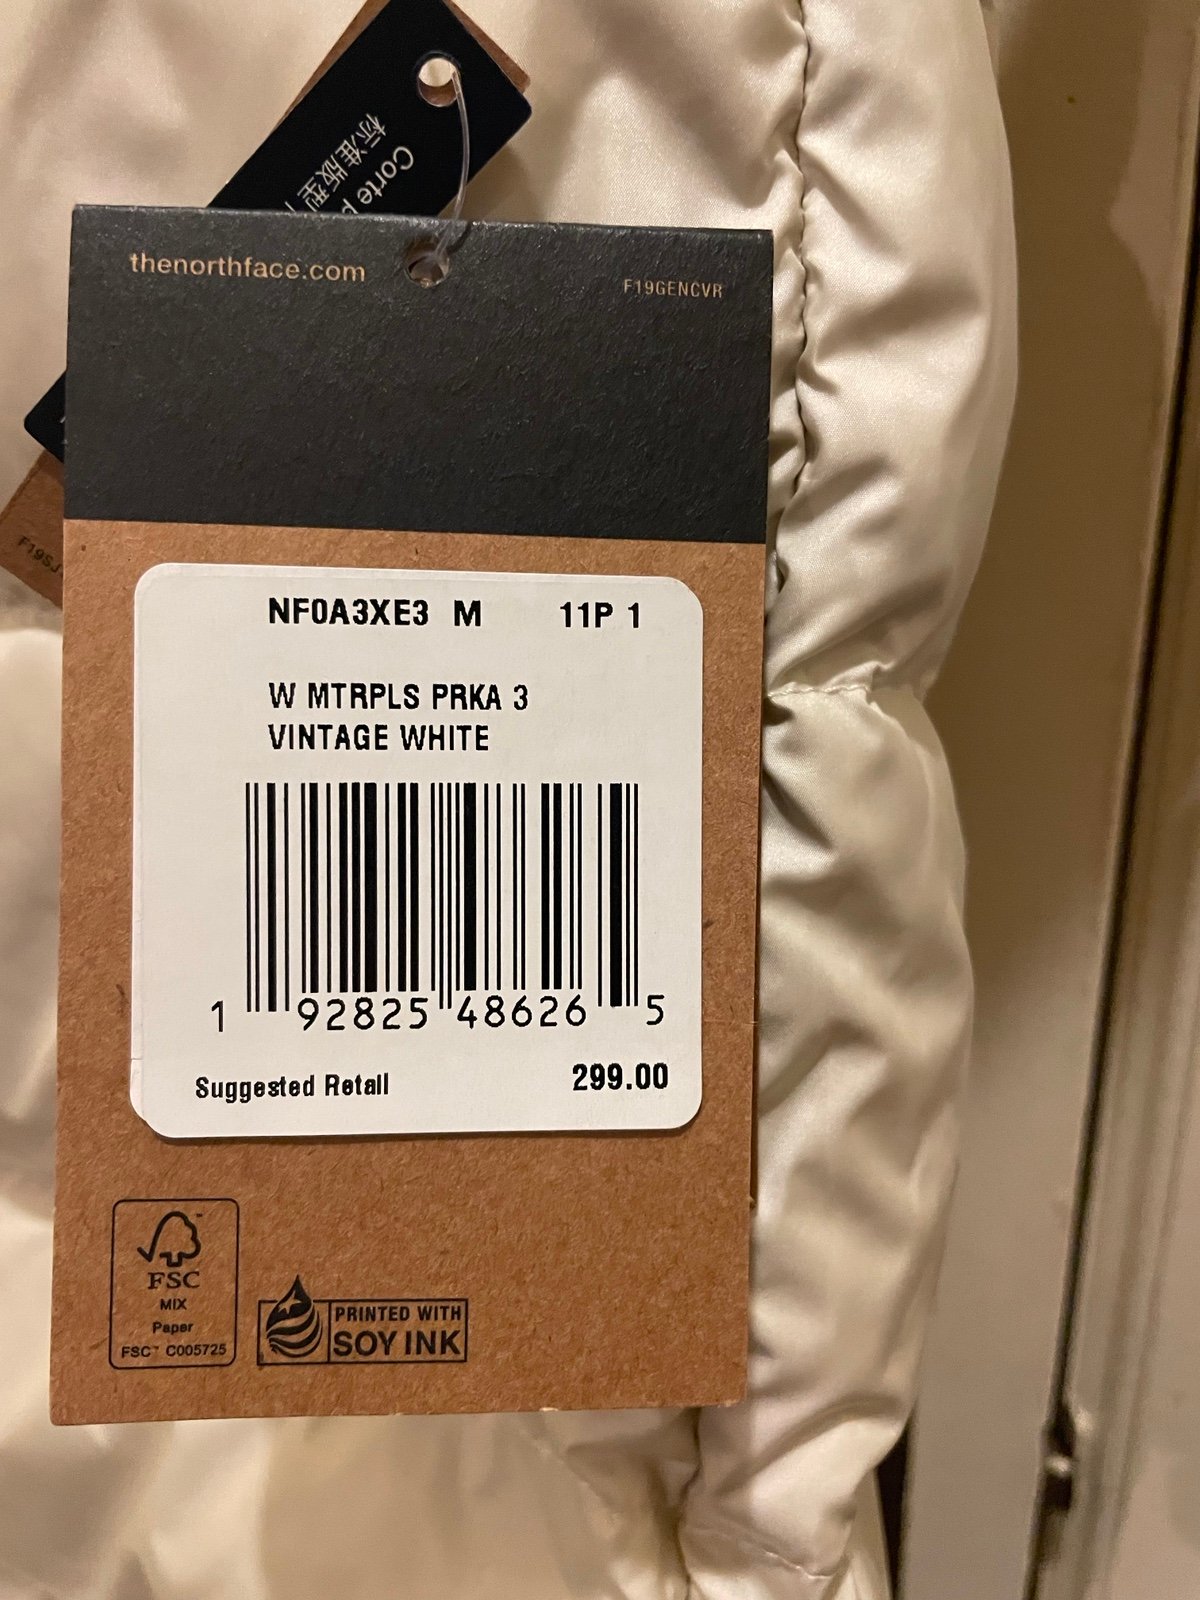 Corte
标准版型
thenorthface.com
F19GENCVR
NF0A3XE3 M 11P 1
W MTRPLS PRKA 3
VINTAGE WHITE
1 92825 48626 5
Suggested Retail 299.00
FSC
MIX
Paper
FSC™ C005725
PRINTED WITH
SOY INK